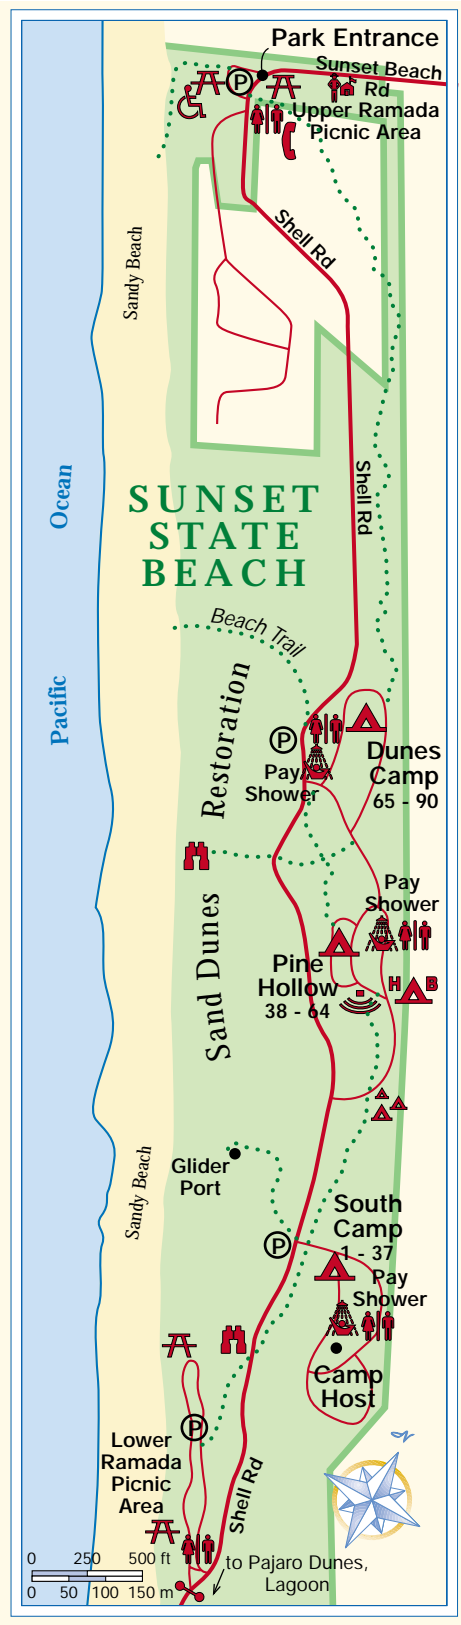 Park Entrance
Sunset Beach
Rd
P
Upper Ramada
Picnic Area
Shell Rd
Sandy Beach
Ocean
SUNSET
STATE
BEACH
Shell Rd
Beach Trail
Pacific
Restoration
P
Dunes
Camp
65 - 90
Pay
Shower
Pay
Shower
Sand Dunes
Pine
Hollow
38 - 64
H B
Sandy Beach
Glider
Port
South
Camp
1 - 37
P
Pay
Shower
Camp
Host
P
Lower
Ramada
Picnic
Area
Shell Rd
N
0 250 500 ft
0 50 100 150 m
to Pajaro Dunes,
Lagoon